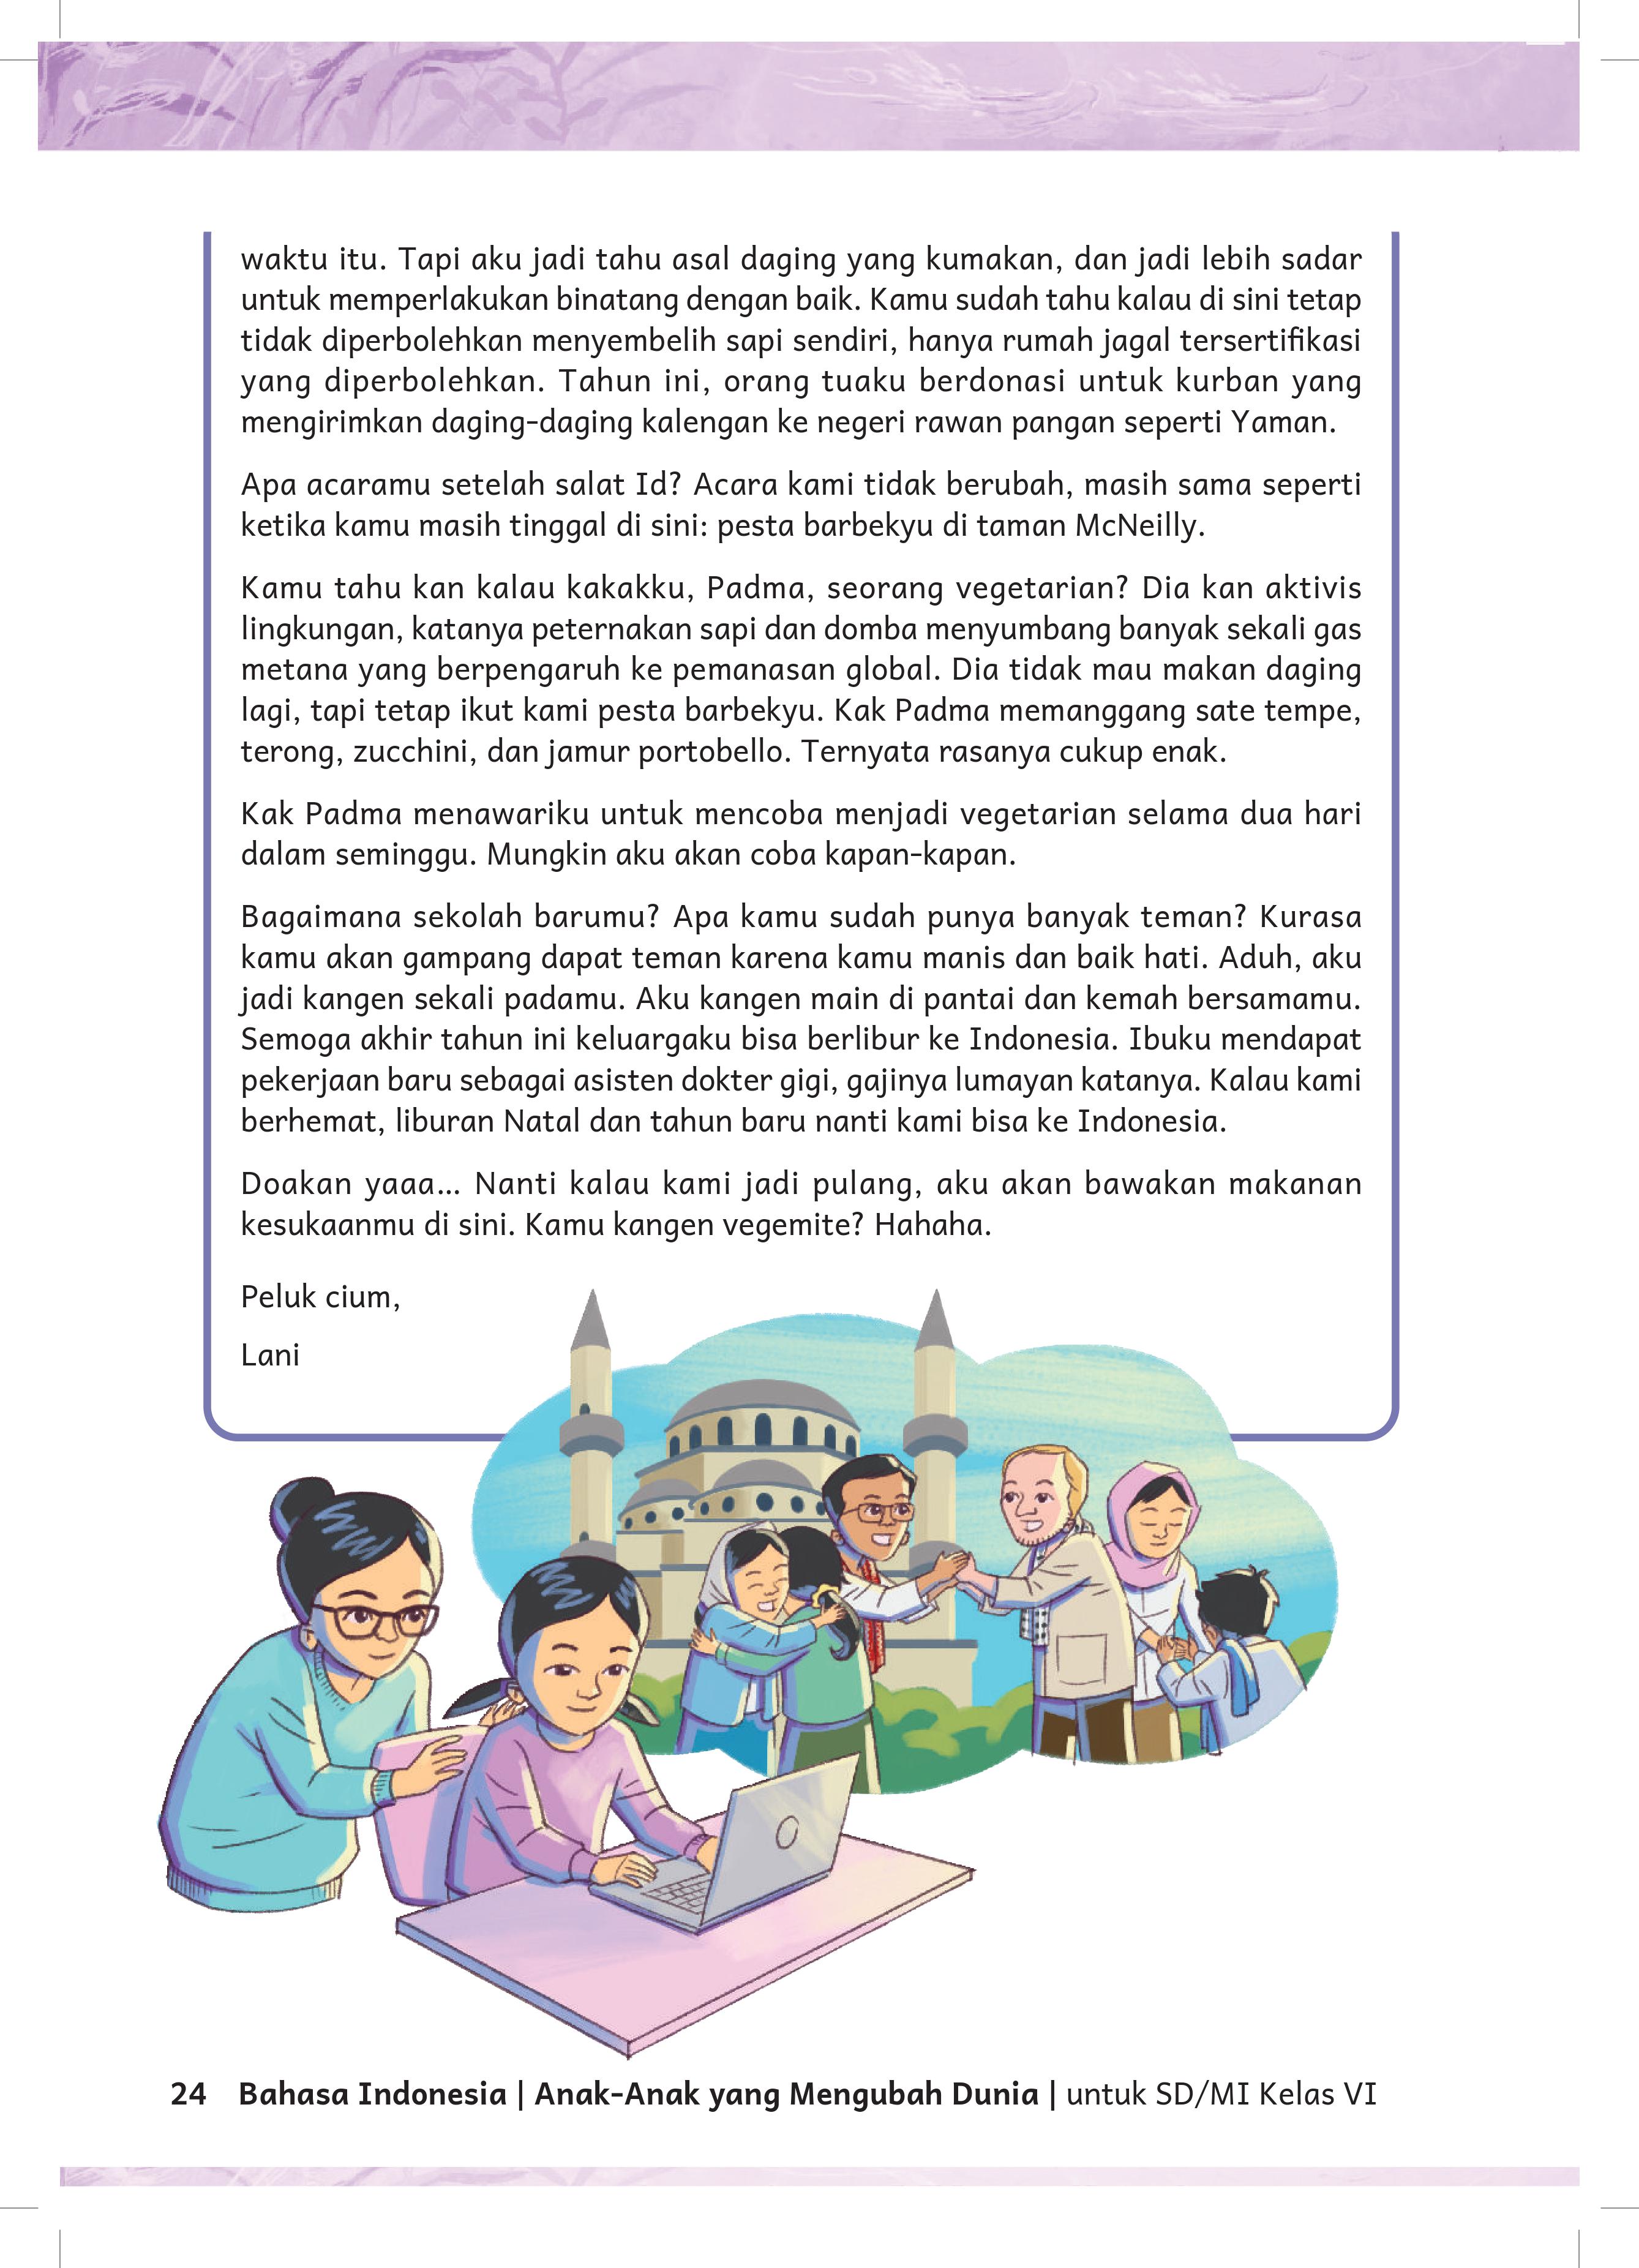 waktu itu. Tapi aku jadi tahu asal daging yang kumakan, dan jadi lebih sadar
untuk memperlakukan binatang dengan baik. Kamu sudah tahu kalau di sini tetap
tidak diperbolehkan menyembelih sapi sendiri, hanya rumah jagal tersertifikasi
yang diperbolehkan. Tahun ini, orang tuaku berdonasi untuk kurban yang
mengirimkan daging-daging kalengan ke negeri rawan pangan seperti Yaman.
Apa acaramu setelah salat Id? Acara kami tidak berubah, masih sama seperti
ketika kamu masih tinggal di sini: pesta barbekyu di taman McNeilly.
Kamu tahu kan kalau kakakku, Padma, seorang vegetarian? Dia kan aktivis
lingkungan, katanya peternakan sapi dan domba menyumbang banyak sekali gas
metana yang berpengaruh ke pemanasan global. Dia tidak mau makan daging
lagi, tapi tetap ikut kami pesta barbekyu. Kak Padma memanggang sate tempe,
terong, zucchini, dan jamur portobello. Ternyata rasanya cukup enak.
Kak Padma menawariku untuk mencoba menjadi vegetarian selama dua hari
dalam seminggu. Mungkin aku akan coba kapan-kapan.
Bagaimana sekolah barumu? Apa kamu sudah punya banyak teman? Kurasa
kamu akan gampang dapat teman karena kamu manis dan baik hati. Aduh, aku
jadi kangen sekali padamu. Aku kangen main di pantai dan kemah bersamamu.
Semoga akhir tahun ini keluargaku bisa berlibur ke Indonesia. Ibuku mendapat
pekerjaan baru sebagai asisten dokter gigi, gajinya lumayan katanya. Kalau kami
berhemat, liburan Natal dan tahun baru nanti kami bisa ke Indonesia.
Doakan yaaa... Nanti kalau kami jadi pulang, aku akan bawakan makanan
kesukaanmu di sini. Kamu kangen vegemite? Hahaha.
Peluk cium,
Lani
24 Bahasa Indonesia | Anak-Anak yang Mengubah Dunia | untuk SD/MI Kelas VI